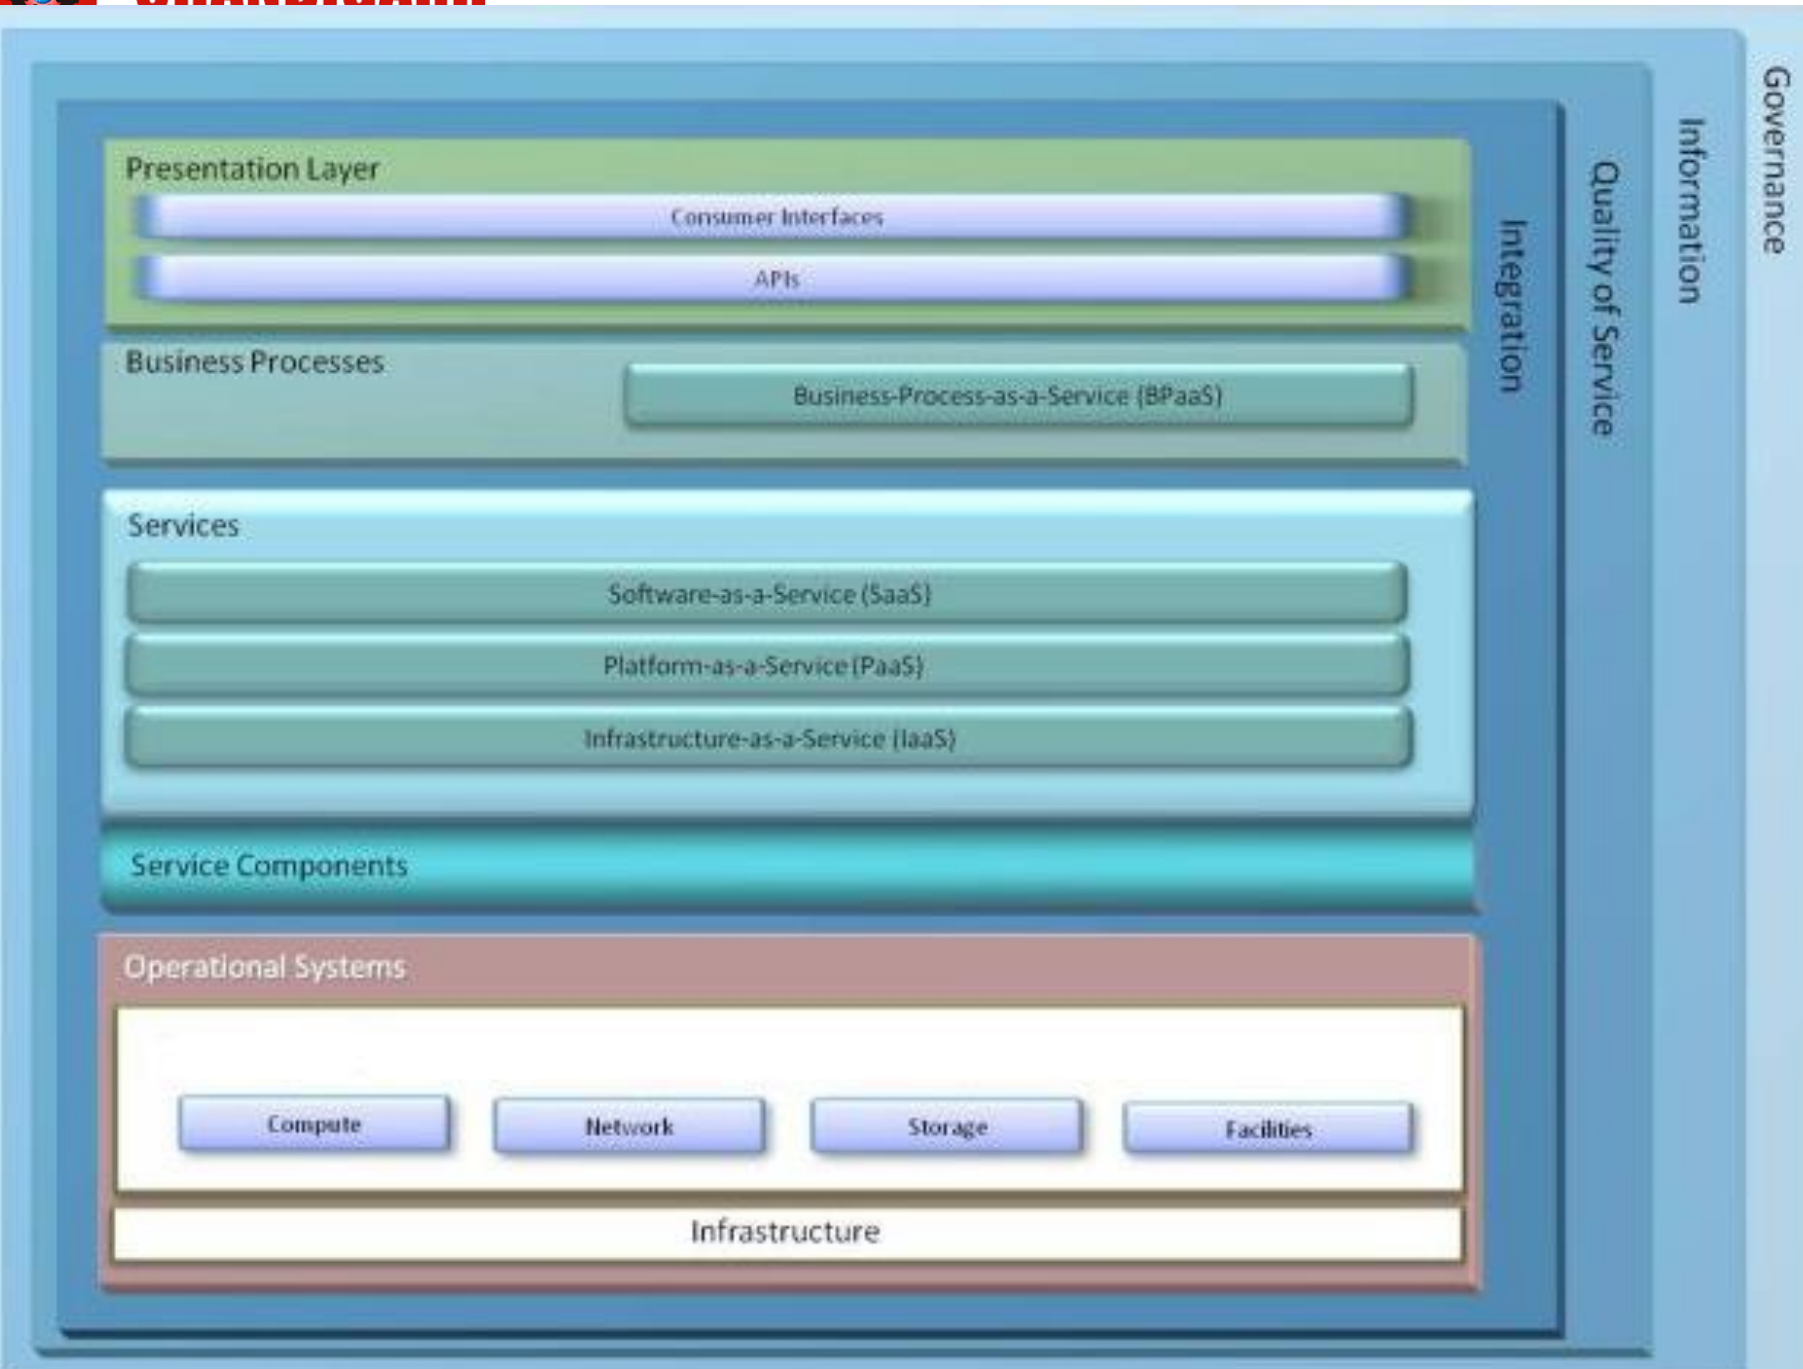 Presentation Layer
Consumer Interfaces
APIs
Business Processes
Business-Process-as-a-Service (BPaaS)
Services
Software-as-a-Service (SaaS)
Platform-as-a-Service (PaaS)
Infrastructure-as-a-Service (IaaS)
Service Components
Operational Systems
Compute
Network
Storage
Facilities
Infrastructure
Integration
Quality of Service
Information
Governance